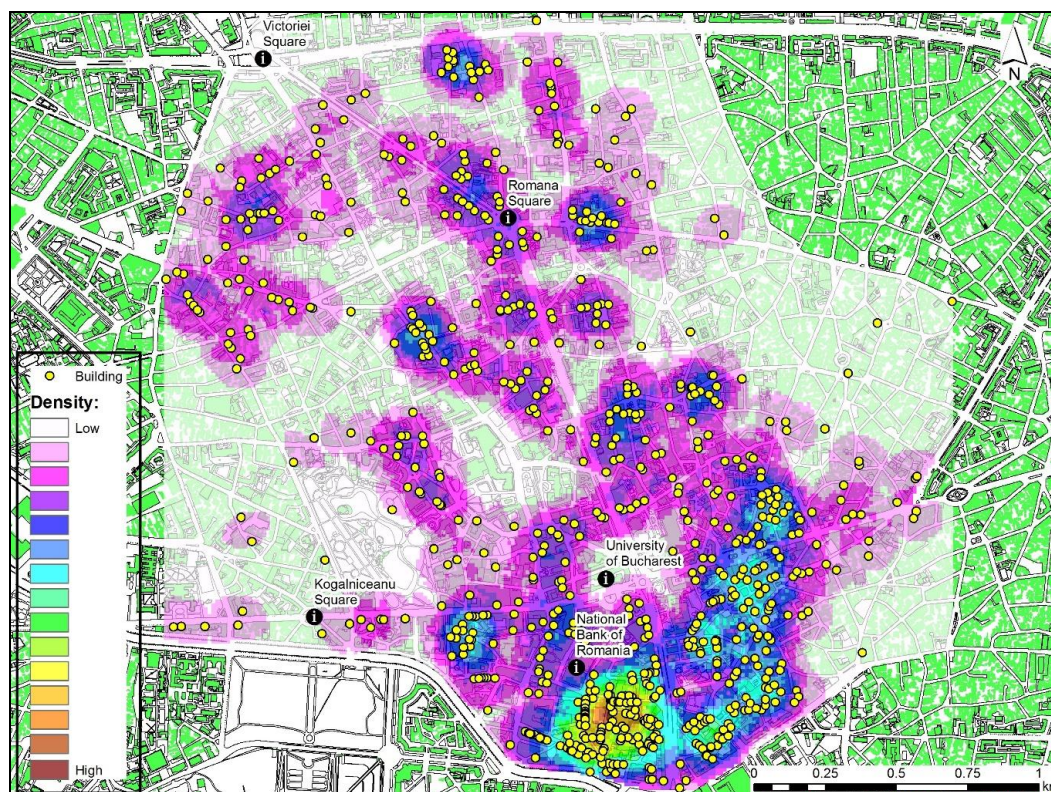 Victoriei
Square
N
Romana
Square
Building
Density:
Low
High
University
of Bucharest
Kogalniceanu
Square
National
Bank of
Romania
0 0.25 0.5 0.75 1
km